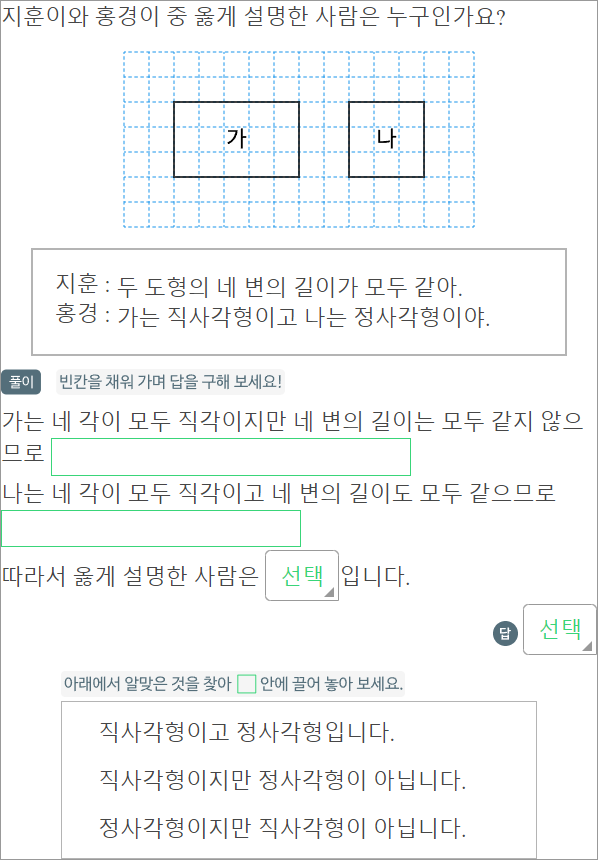 지훈이와 홍경이 중 옳게 설명한 사람은 누구인가요?
가
나
지훈 : 두 도형의 네 변의 길이가 모두 같아.
홍경 : 가는 직사각형이고 나는 정사각형이야.
풀이 빈칸을 채워 가며 답을 구해 보세요!
가는 네 각이 모두 직각이지만 네 변의 길이는 모두 같지 않으
므로
나는 네 각이 모두 직각이고 네 변의 길이도 모두 같으므로
따라서 옳게 설명한 사람은 선택 입니다.
답 선택
아래에서 알맞은 것을 찾아 안에 끌어 놓아 보세요.
직사각형이고 정사각형입니다.
직사각형이지만 정사각형이 아닙니다.
정사각형이지만 직사각형이 아닙니다.